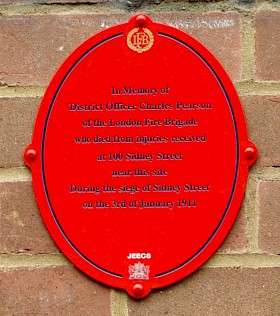 In Memory of
District Officer Charles Pearson
of the London Fire Brigade
who died from injuries received
at 100 Sidney Street
near this site
During the siege of Sidney Street
on the 3rd of January 1911
JEECS